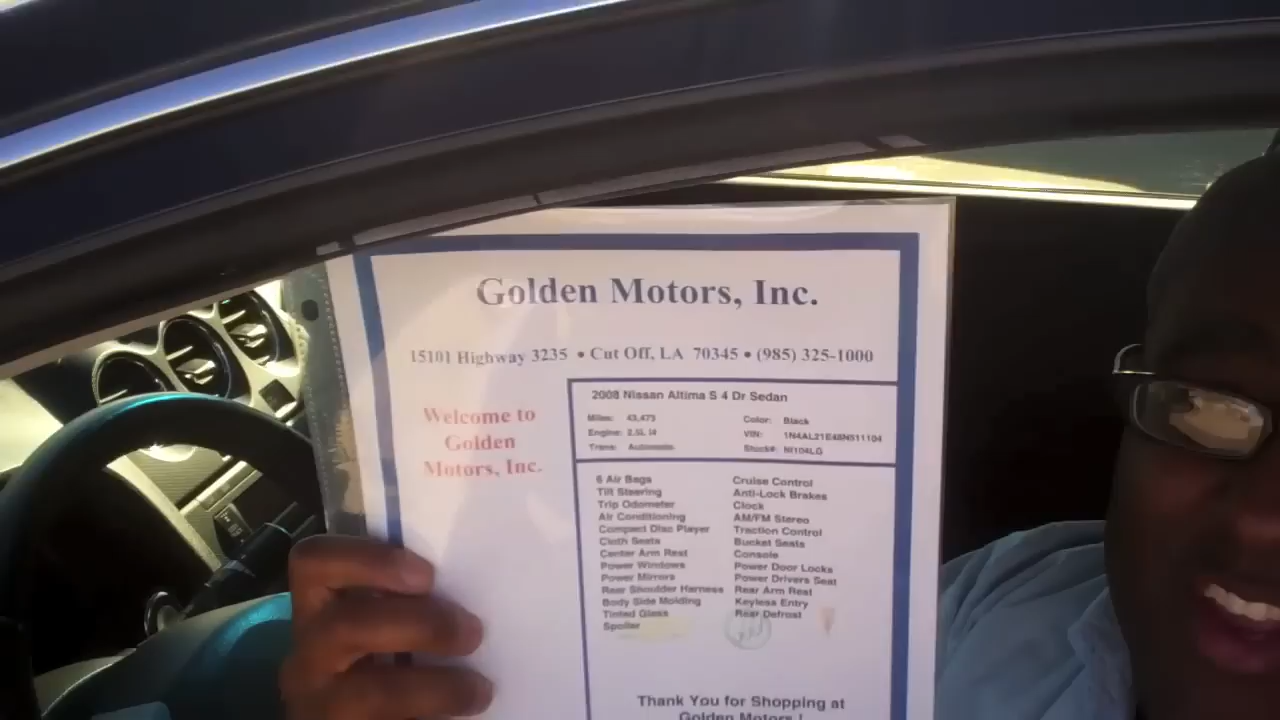 Golden Motors, Inc.
15101 Highway 3235 • Cut Off, LA 70345 • (985) 325-1000
Welcome to
Golden
Motors, Inc.
2008 Nissan Altima S 4 Dr Sedan
Miles: 43,473
Engine: 2.5L I4
Trans: Automatic
Color: Black
VIN: 1N4AL21E48N511104
Stock#:
6 Air Bags
Tilt Steering
Trip Odometer
Air Conditioning
Compact Disc Player
Cloth Seats
Center Arm Rest
Power Windows
Power Mirrors
Rear Shoulder Harness
Body Side Molding
Tinted Glass
Spoiler
Cruise Control
Anti-Lock Brakes
Clock
AM/FM Stereo
Traction Control
Bucket Seats
Console
Power Door Locks
Power Drivers Seat
Rear Arm Rest
Keyless Entry
Rear Defrost
Thank You for Shopping at
Golden Motors !